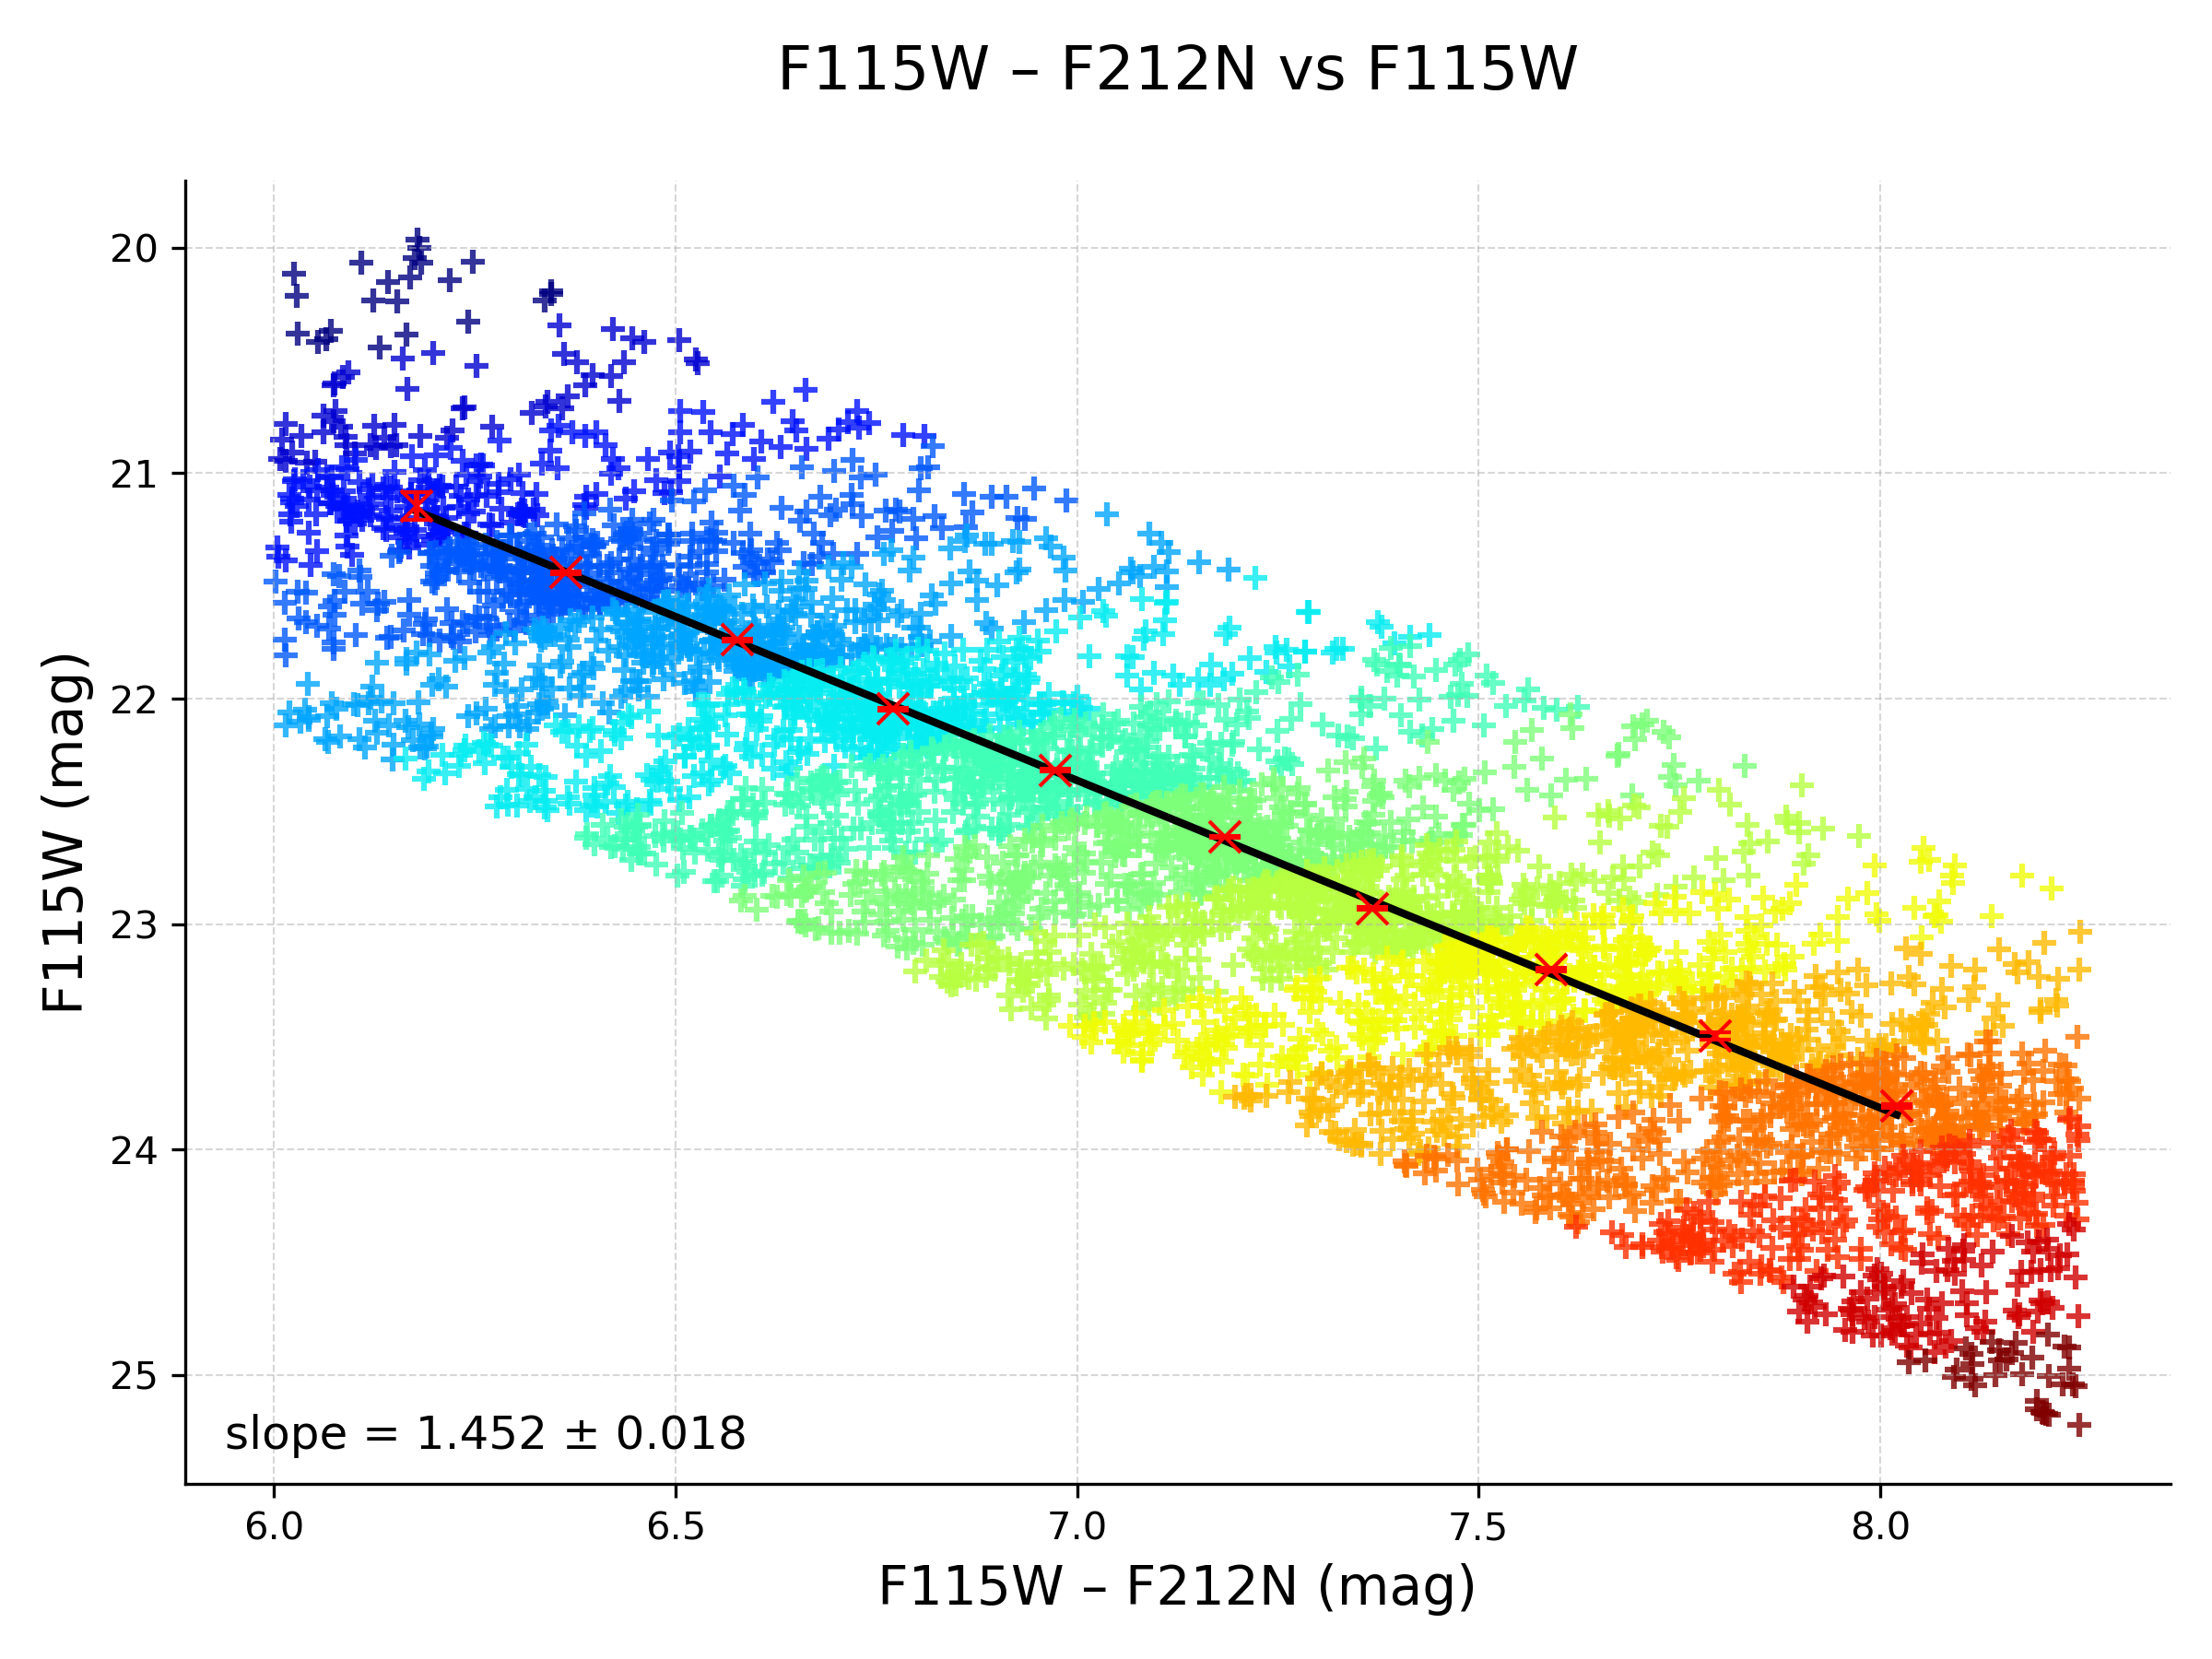 F115W – F212N vs F115W
F115W (mag)
20
21
22
23
24
25
slope = 1.452 ± 0.018
6.0 6.5 7.0 7.5 8.0
F115W – F212N (mag)